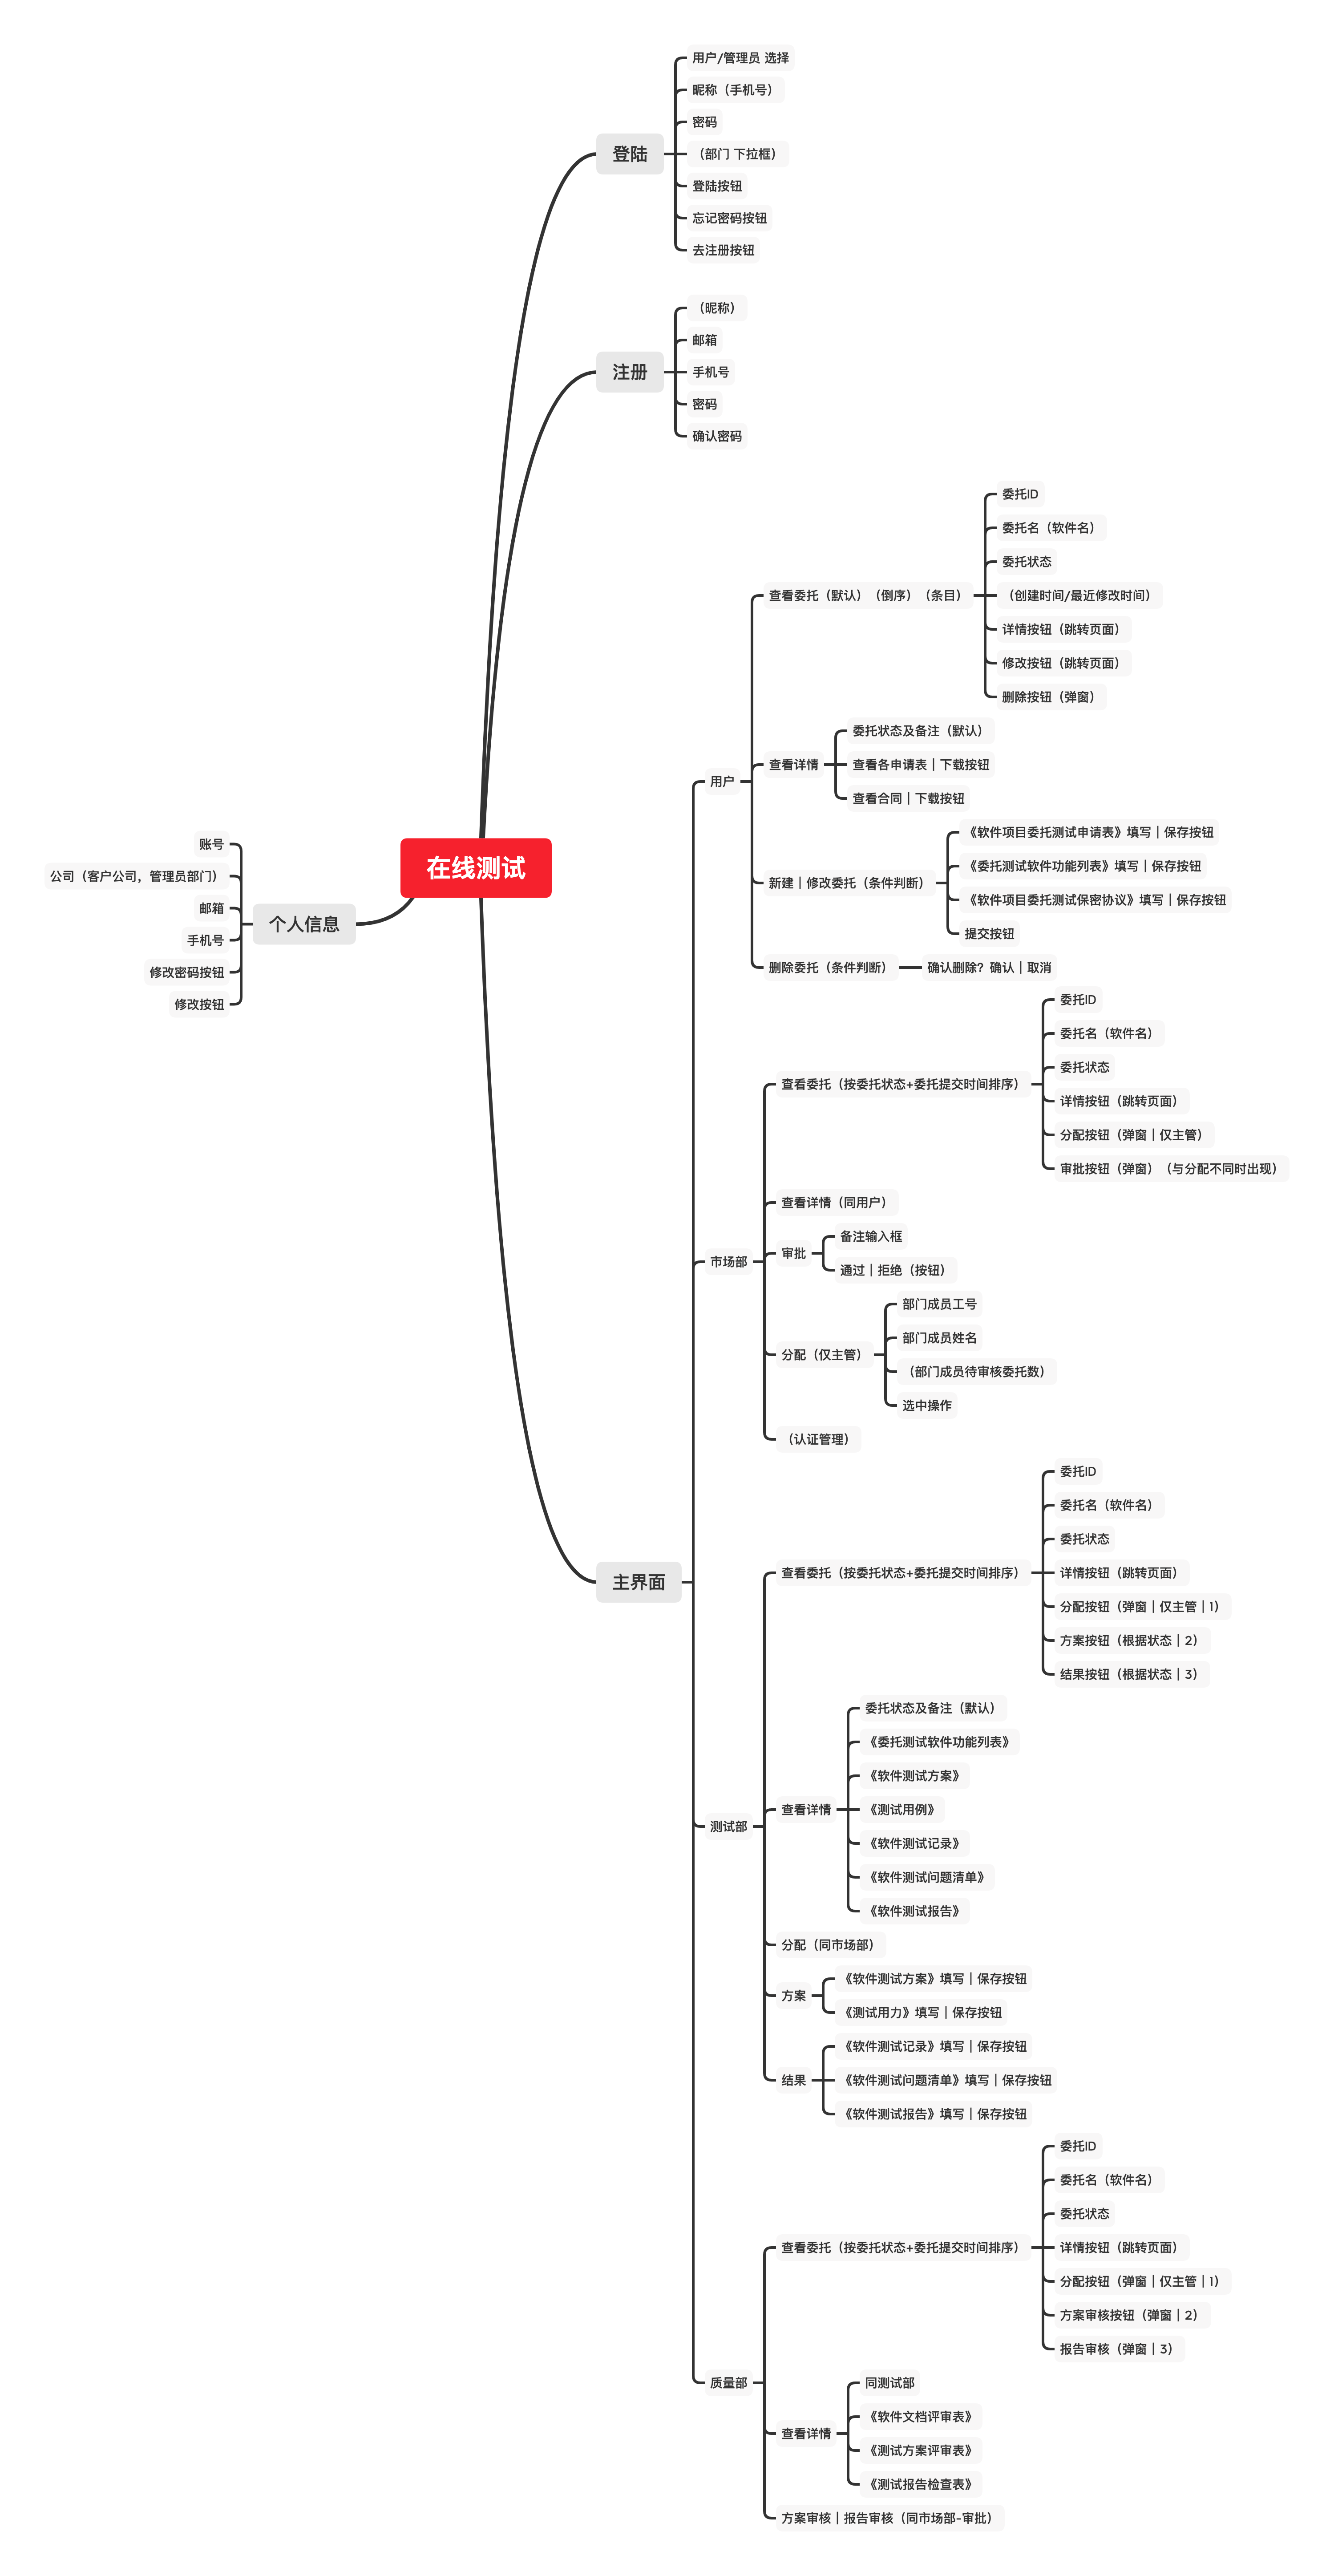 在线测试
登陆
用户/管理员 选择
昵称（手机号）
密码
（部门 下拉框）
登陆按钮
忘记密码按钮
去注册按钮
注册
（昵称）
邮箱
手机号
密码
确认密码
主界面
用户
查看委托（默认）（倒序）（条目）
委托ID
委托名（软件名）
委托状态
（创建时间/最近修改时间）
详情按钮（跳转页面）
修改按钮（跳转页面）
删除按钮（弹窗）
查看详情
委托状态及备注（默认）
查看各申请表｜下载按钮
查看合同｜下载按钮
新建｜修改委托（条件判断）
《软件项目委托测试申请表》填写｜保存按钮
《委托测试软件功能列表》填写｜保存按钮
《软件项目委托测试保密协议》填写｜保存按钮
提交按钮
删除委托（条件判断）
确认删除？确认｜取消
市场部
查看委托（按委托状态+委托提交时间排序）
委托ID
委托名（软件名）
委托状态
详情按钮（跳转页面）
分配按钮（弹窗｜仅主管）
审批按钮（弹窗）（与分配不同时出现）
查看详情（同用户）
审批
备注输入框
通过｜拒绝（按钮）
分配（仅主管）
部门成员工号
部门成员姓名
（部门成员待审核委托数）
选中操作
（认证管理）
测试部
查看委托（按委托状态+委托提交时间排序）
委托ID
委托名（软件名）
委托状态
详情按钮（跳转页面）
分配按钮（弹窗｜仅主管｜1）
方案按钮（根据状态｜2）
结果按钮（根据状态｜3）
查看详情
委托状态及备注（默认）
《委托测试软件功能列表》
《软件测试方案》
《测试用例》
《软件测试记录》
《软件测试问题清单》
《软件测试报告》
分配（同市场部）
方案
《软件测试方案》填写｜保存按钮
《测试用力》填写｜保存按钮
结果
《软件测试记录》填写｜保存按钮
《软件测试问题清单》填写｜保存按钮
《软件测试报告》填写｜保存按钮
质量部
查看委托（按委托状态+委托提交时间排序）
委托ID
委托名（软件名）
委托状态
详情按钮（跳转页面）
分配按钮（弹窗｜仅主管｜1）
方案审核按钮（弹窗｜2）
报告审核（弹窗｜3）
查看详情
同测试部
《软件文档评审表》
《测试方案评审表》
《测试报告检查表》
方案审核｜报告审核（同市场部-审批）
个人信息
账号
公司（客户公司，管理员部门）
邮箱
手机号
修改密码按钮
修改按钮